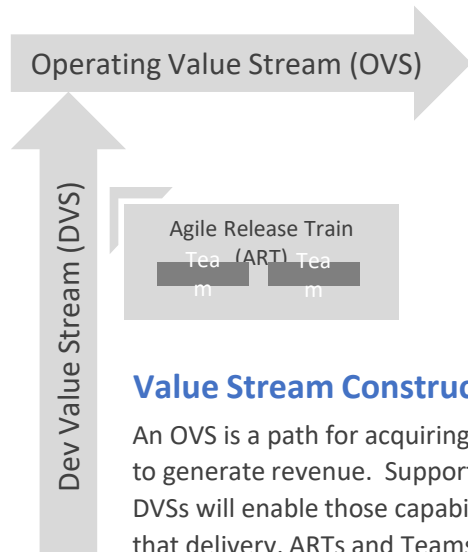 Operating Value Stream (OVS)
Dev Value Stream (DVS)
Agile Release Train
(ART)
Tea
m
Tea
m
Value Stream Construc
An OVS is a path for acquiring
to generate revenue. Support
DVSs will enable those capabi
that delivery, ARTs and Teams